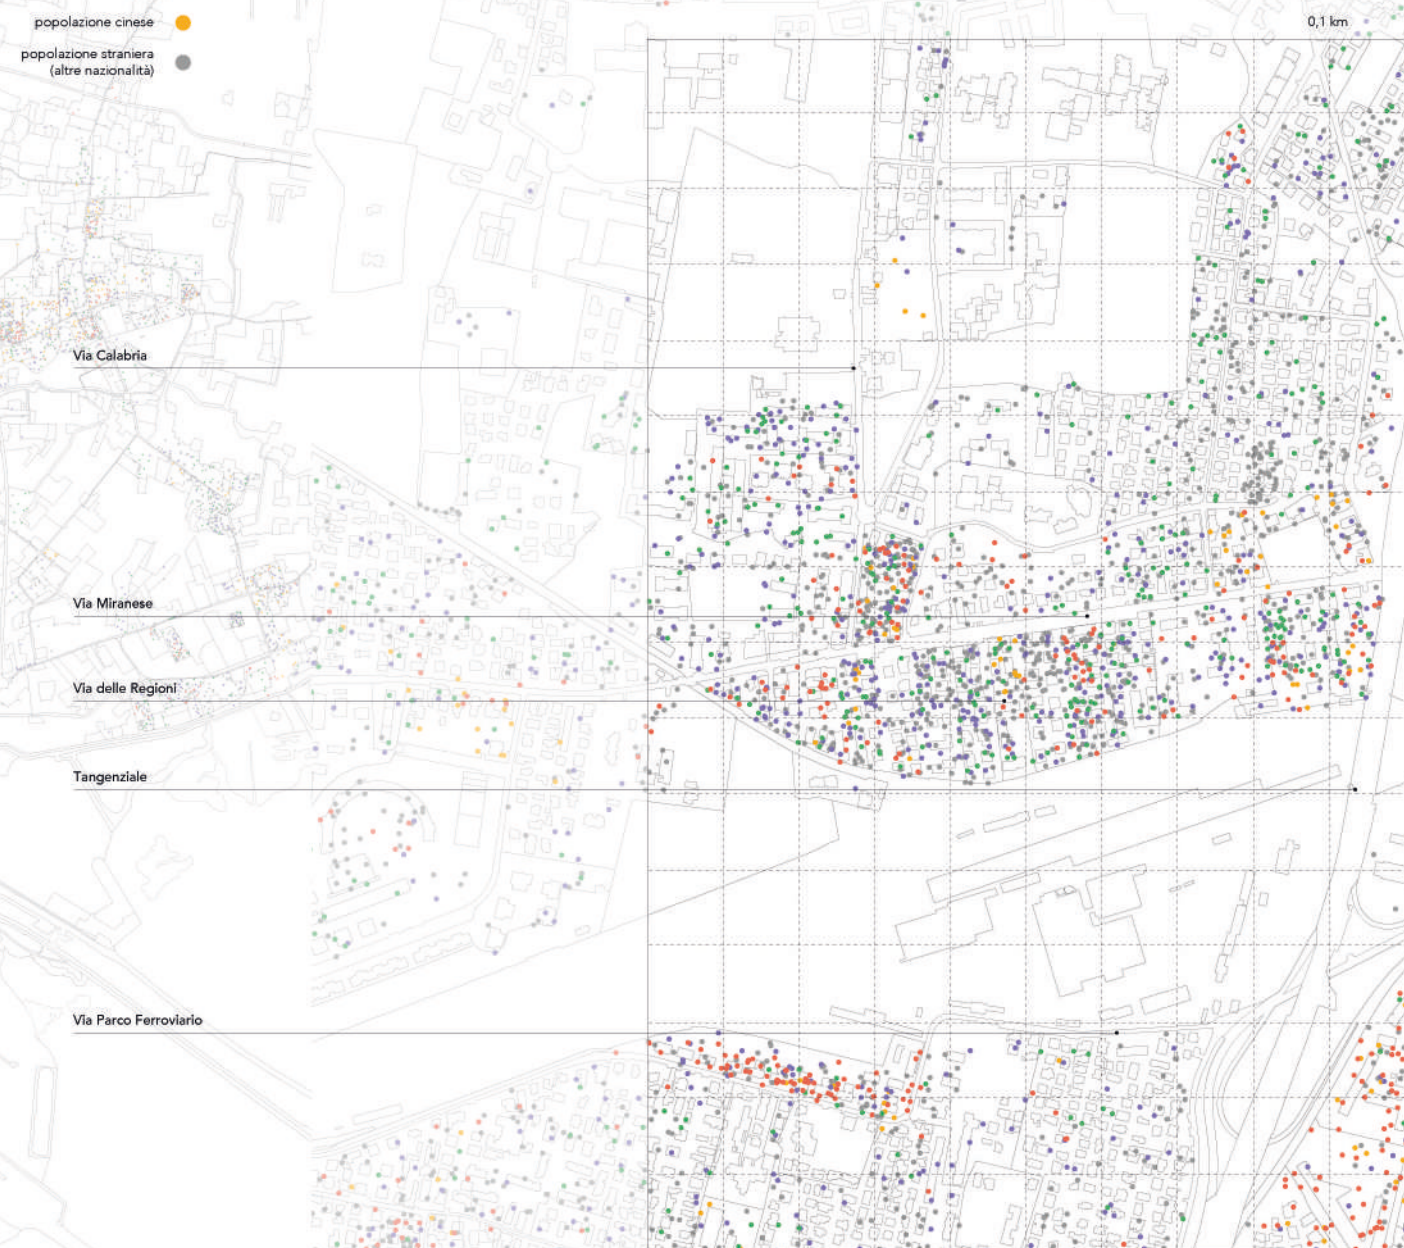 popolazione cinese
popolazione straniera
(altre nazionalità)
0,1 km
Via Calabria
Via Miranese
Via delle Regioni
Tangenziale
Via Parco Ferroviario